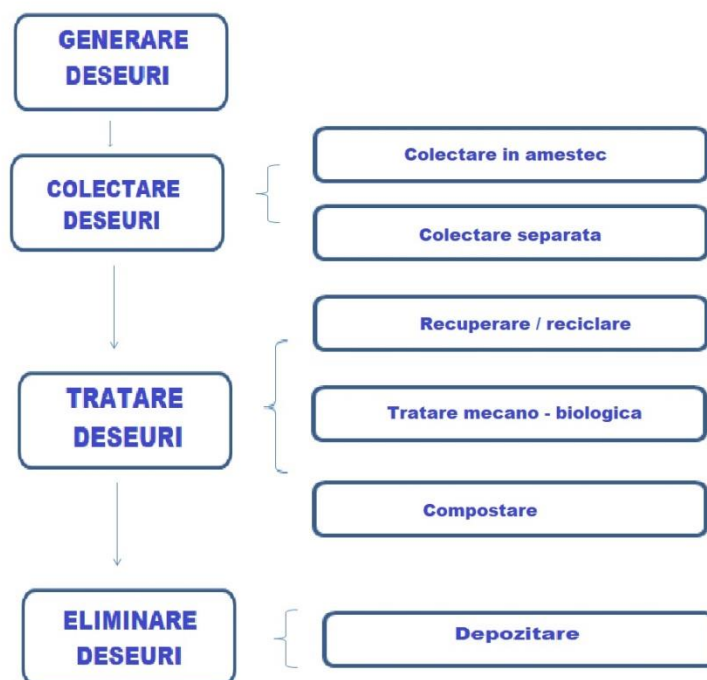 GENERARE
DESEURI
COLECTARE
DESEURI
Colectare in amestec
Colectare separata
TRATARE
DESEURI
Recuperare / reciclare
Tratare mecano - biologica
Compostare
ELIMINARE
DESEURI
Depozitare